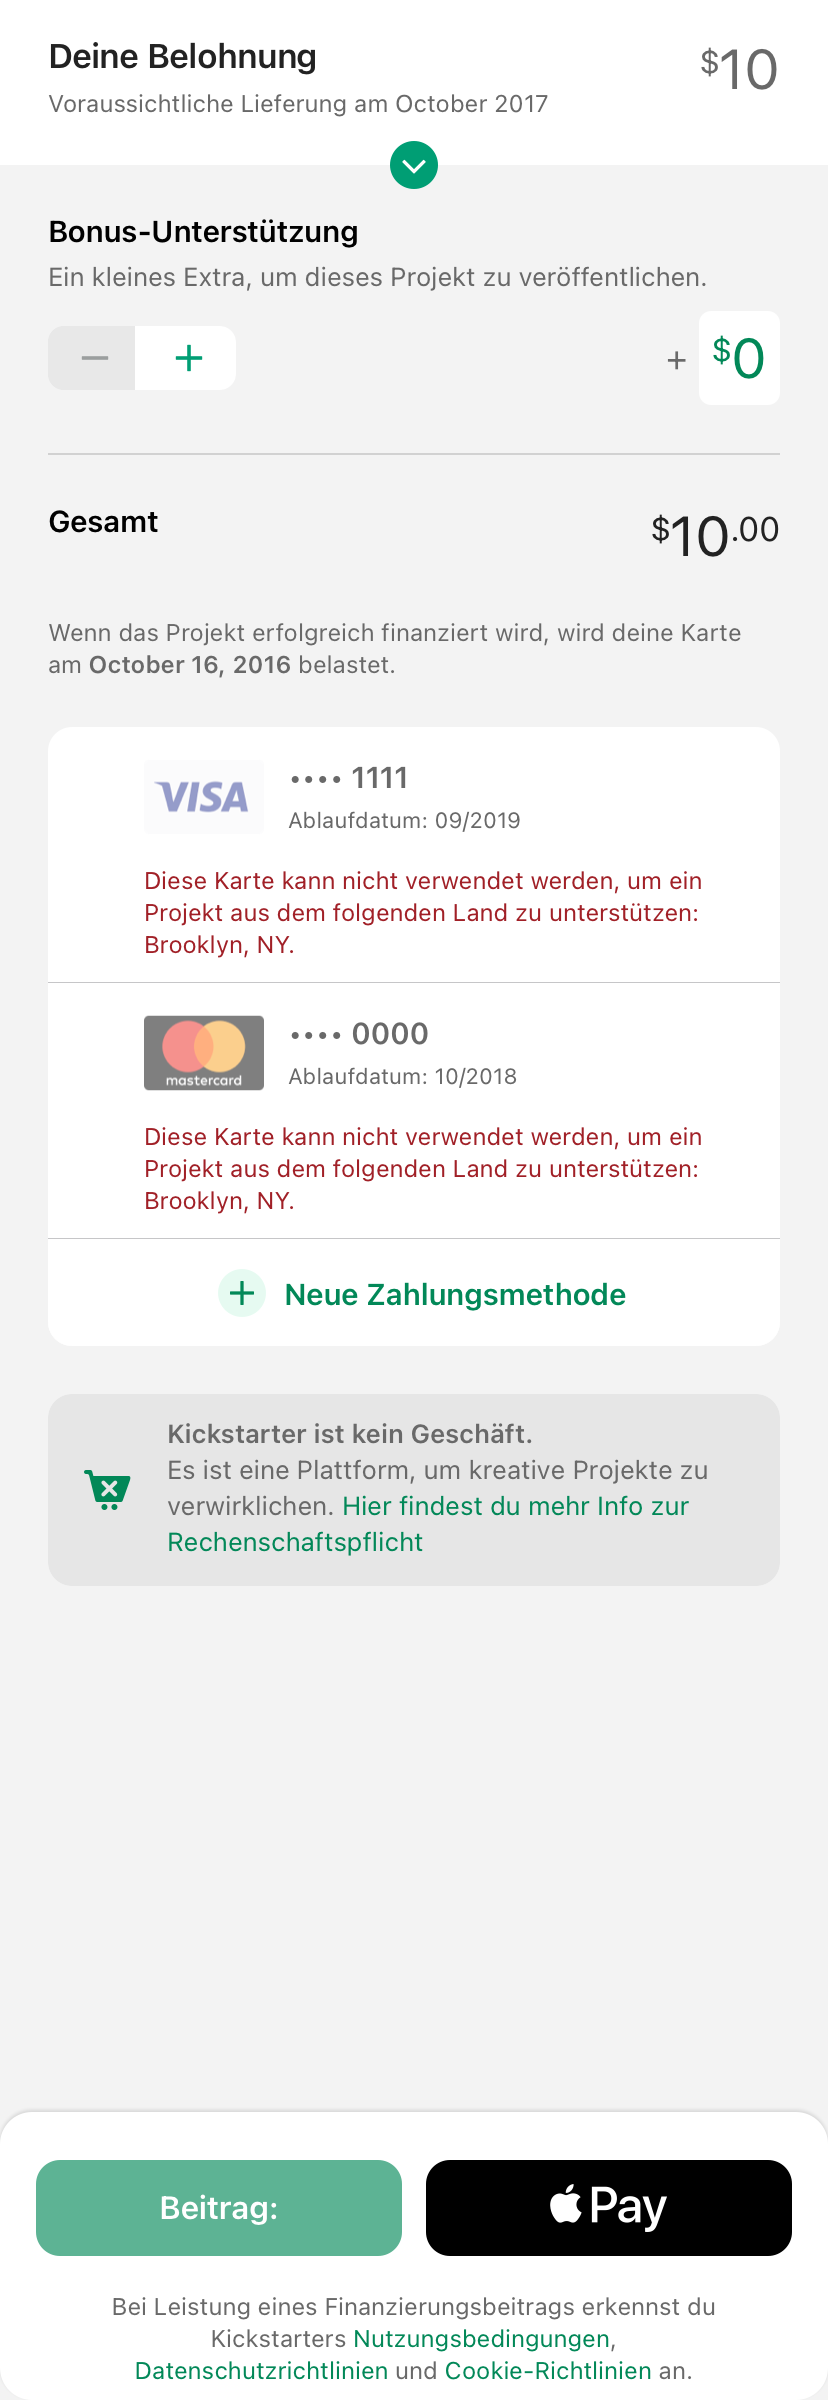 Deine Belohnung
$10
Voraussichtliche Lieferung am October 2017
Bonus-Unterstützung
Ein kleines Extra, um dieses Projekt zu veröffentlichen.
− +
+ $0
Gesamt
$10.00
Wenn das Projekt erfolgreich finanziert wird, wird deine Karte
am October 16, 2016 belastet.
VISA
•••• 1111
Ablaufdatum: 09/2019
Diese Karte kann nicht verwendet werden, um ein
Projekt aus dem folgenden Land zu unterstützen:
Brooklyn, NY.
mastercard
•••• 0000
Ablaufdatum: 10/2018
Diese Karte kann nicht verwendet werden, um ein
Projekt aus dem folgenden Land zu unterstützen:
Brooklyn, NY.
+ Neue Zahlungsmethode
Kickstarter ist kein Geschäft.
Es ist eine Plattform, um kreative Projekte zu
verwirklichen. Hier findest du mehr Info zur
Rechenschaftspflicht
Beitrag:
Pay
Bei Leistung eines Finanzierungsbeitrags erkennst du
Kickstarters Nutzungsbedingungen,
Datenschutzrichtlinien und Cookie-Richtlinien an.